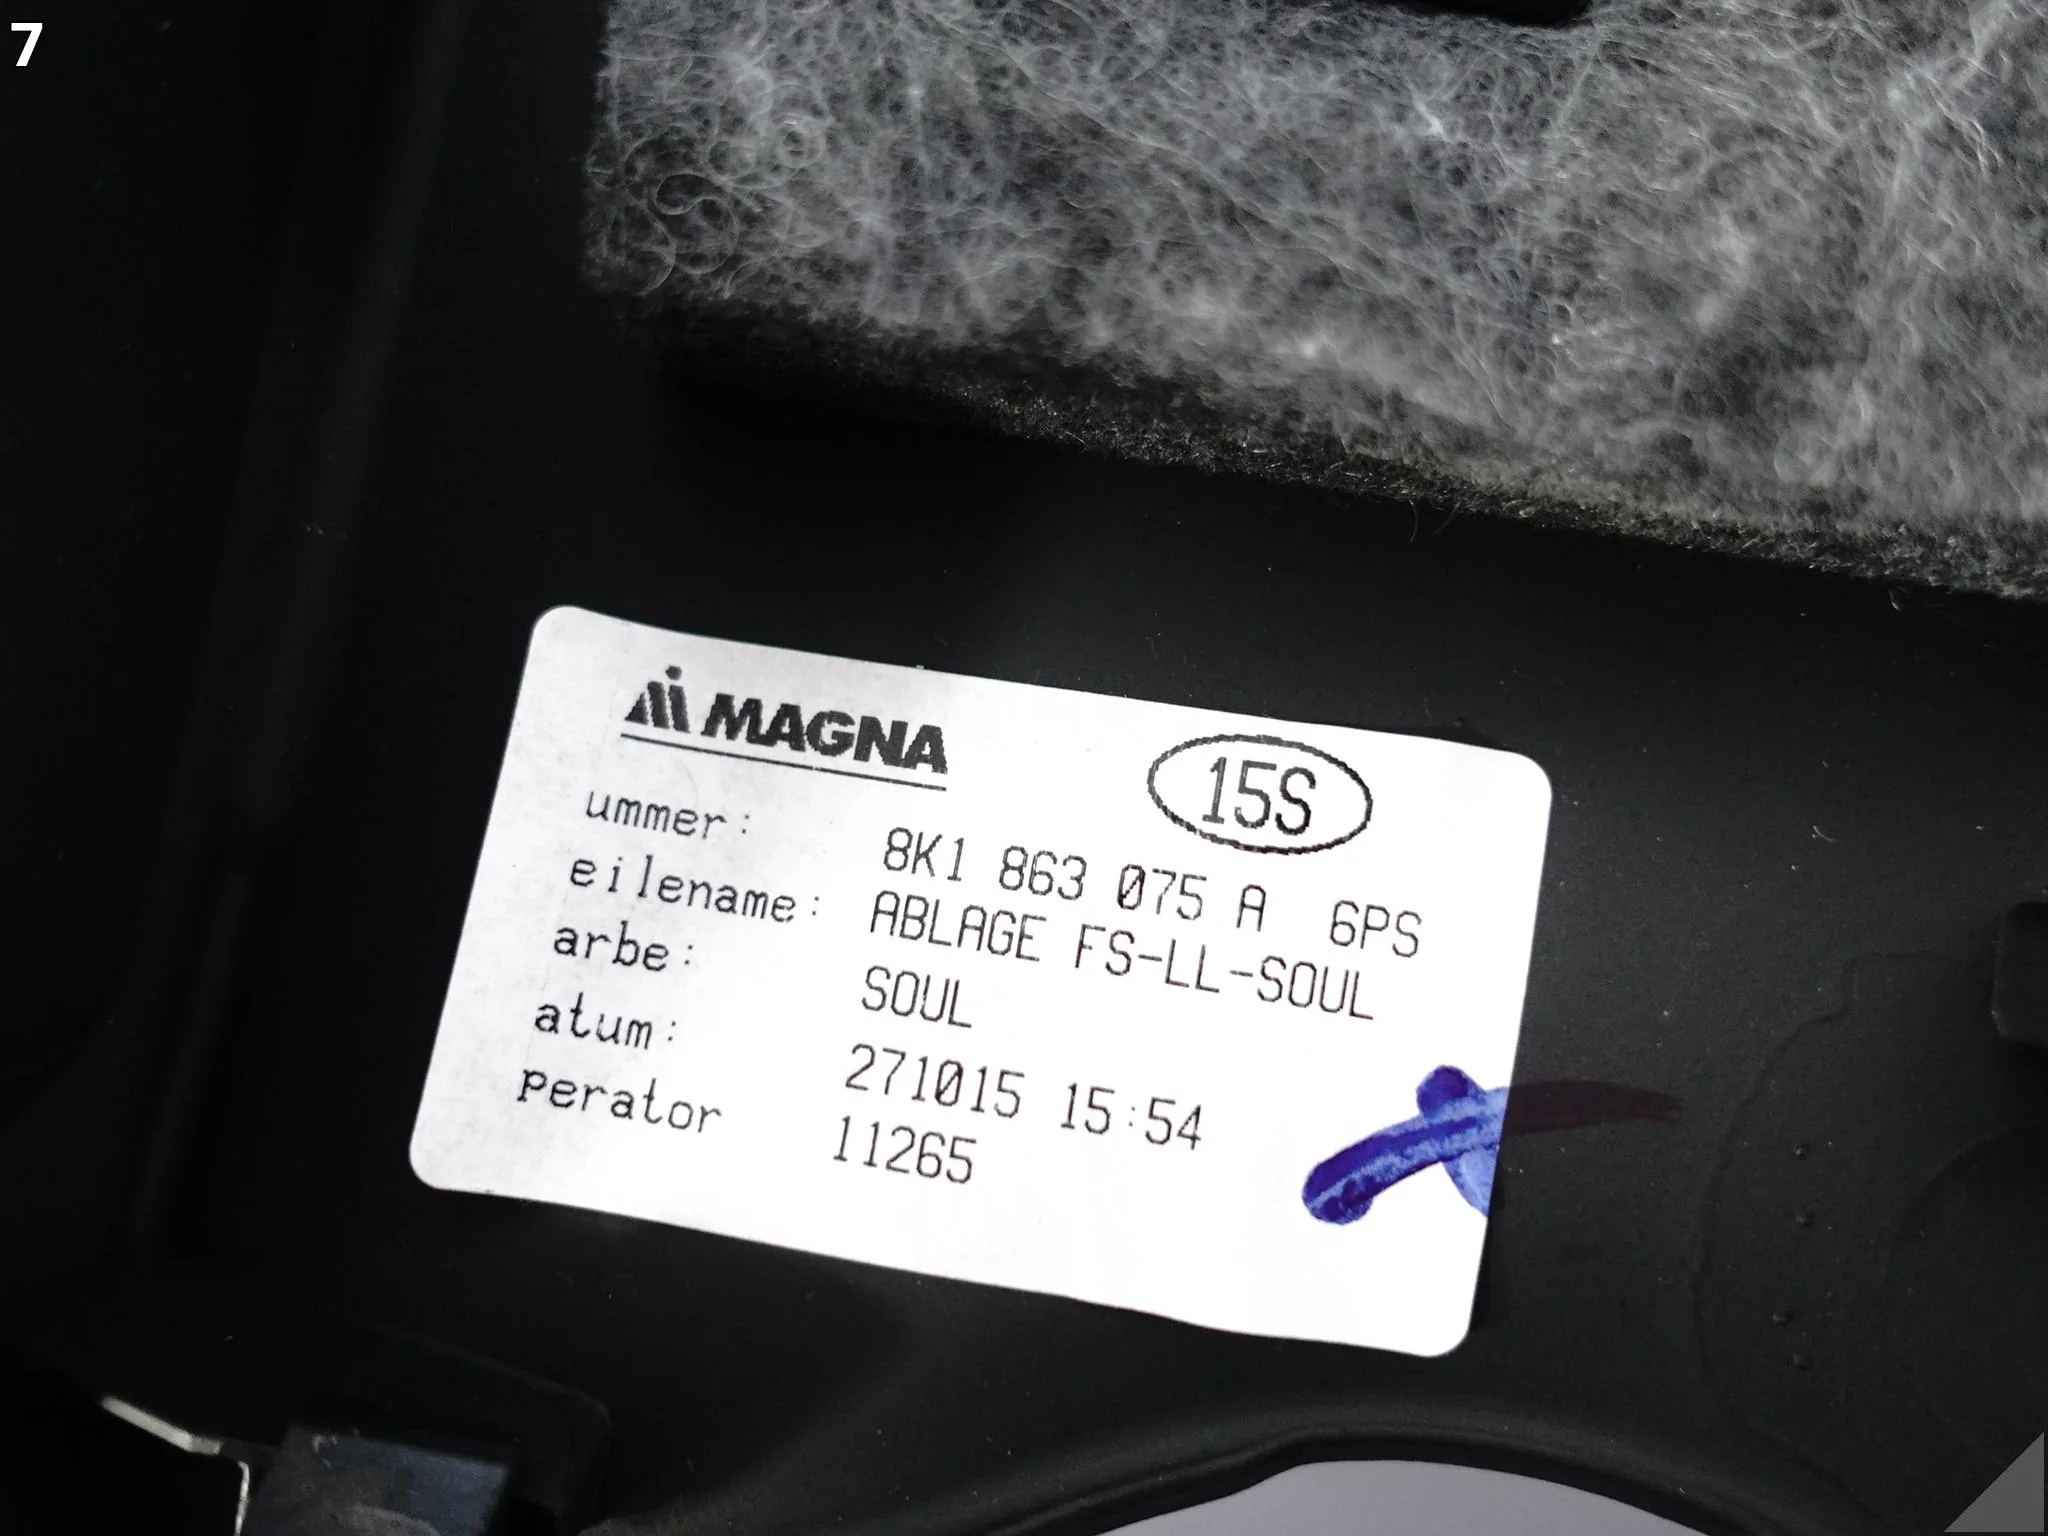 7
MAGNA
15S
ummer: 8K1 863 075 A 6PS
eilename: ABLAGE FS-LL-SOUL
arbe: SOUL
atum: 271015 15:54
perator 11265